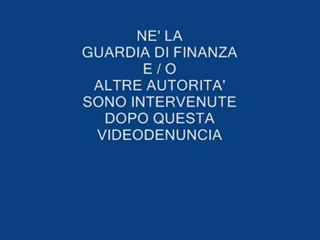 NE' LA
GUARDIA DI FINANZA
E / O
ALTRE AUTORITA'
SONO INTERVENUTE
DOPO QUESTA
VIDEODENUNCIA